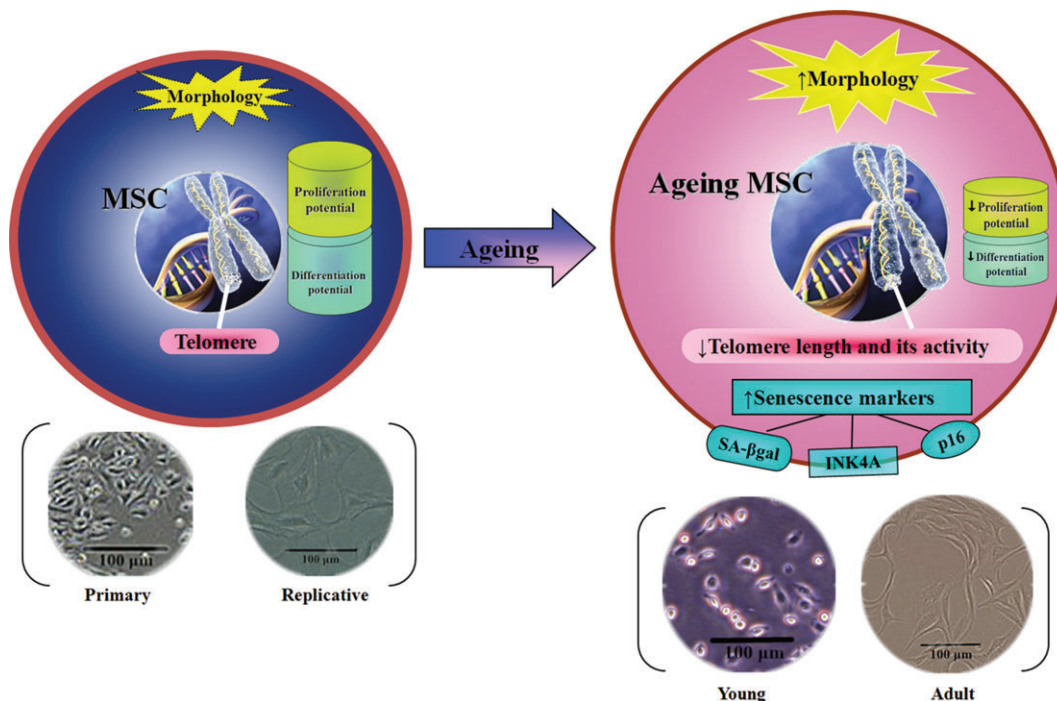 Morphology
MSC
Proliferation
potential
Differentiation
potential
Telomere
100 μm
Primary
100 μm
Replicative
Ageing
↑Morphology
Ageing MSC
↓ Proliferation
potential
↓ Differentiation
potential
↓Telomere length and its activity
↑Senescence markers
SA-βgal
INK4A
p16
100 μm
Young
100 μm
Adult